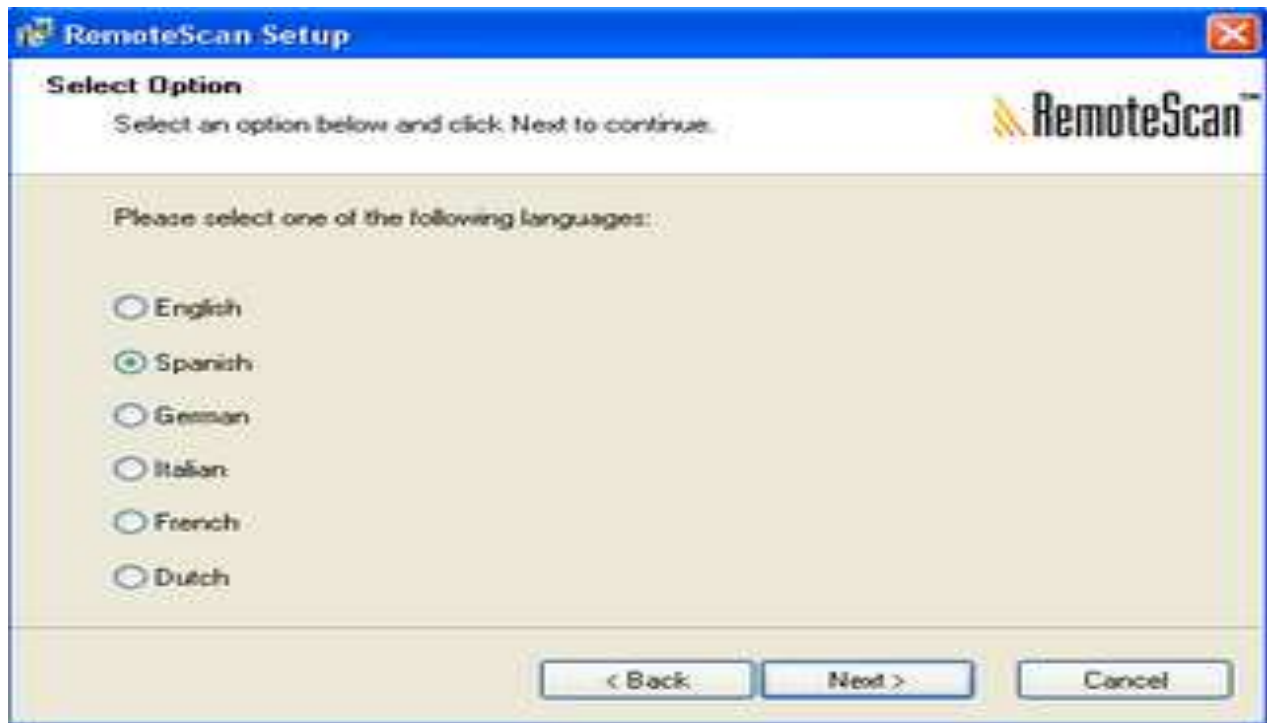 RemoteScan Setup
Select Option
Select an option below and click Next to continue.
RemoteScan™
Please select one of the following languages:
English
Spanish
German
Italian
French
Dutch
< Back
Next >
Cancel